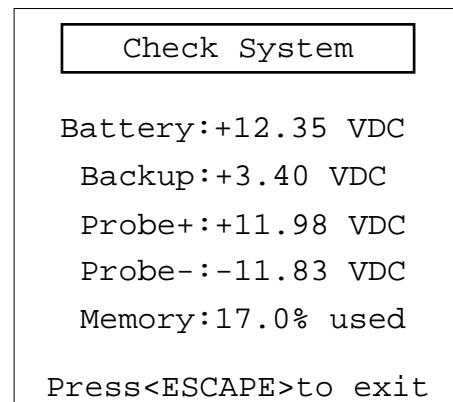 Check System
Battery:+12.35 VDC
Backup:+3.40 VDC
Probe+:+11.98 VDC
Probe-:-11.83 VDC
Memory:17.0% used
Press<ESCAPE>to exit